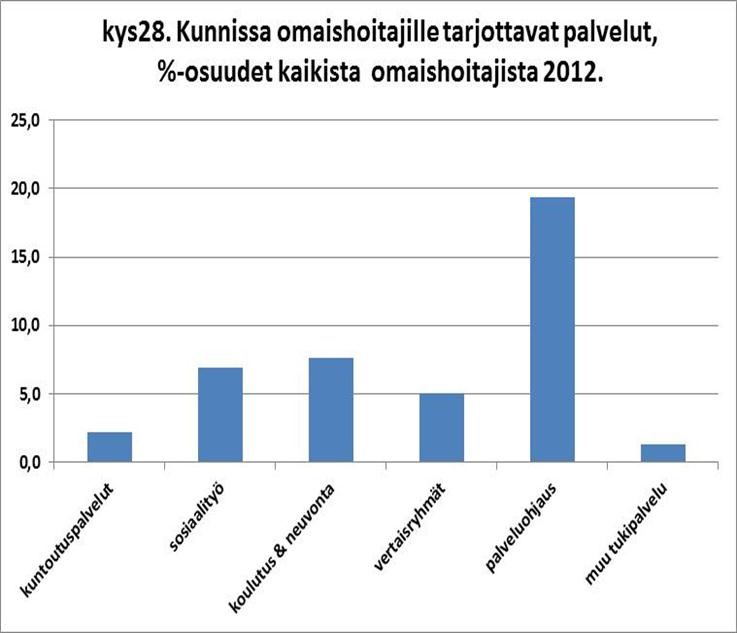 kys28. Kunnissa omaishoitajille tarjottavat palvelut,
%-osuudet kaikista omaishoitajista 2012.
25,0
20,0
15,0
10,0
5,0
0,0
kuntoutuspalvelut
sosiaalityö
koulutus & neuvonta
vertaisryhmät
palveluohjaus
muu tukipalvelu